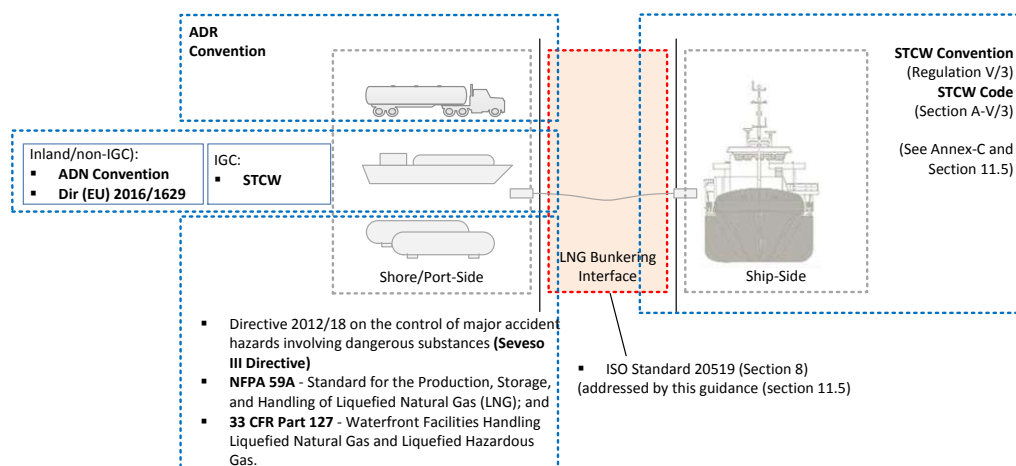 ADR
Convention
STCW Convention
(Regulation V/3)
STCW Code
(Section A-V/3)
(See Annex-C and
Section 11.5)
Inland/non-IGC):
▪ ADN Convention
▪ Dir (EU) 2016/1629
IGC:
▪ STCW
Shore/Port-Side
LNG Bunkering
Interface
Ship-Side
▪ Directive 2012/18 on the control of major accident
hazards involving dangerous substances (Seveso
III Directive)
▪ NFPA 59A - Standard for the Production, Storage,
and Handling of Liquefied Natural Gas (LNG); and
▪ 33 CFR Part 127 - Waterfront Facilities Handling
Liquefied Natural Gas and Liquefied Hazardous
Gas.
▪ ISO Standard 20519 (Section 8)
(addressed by this guidance (section 11.5)